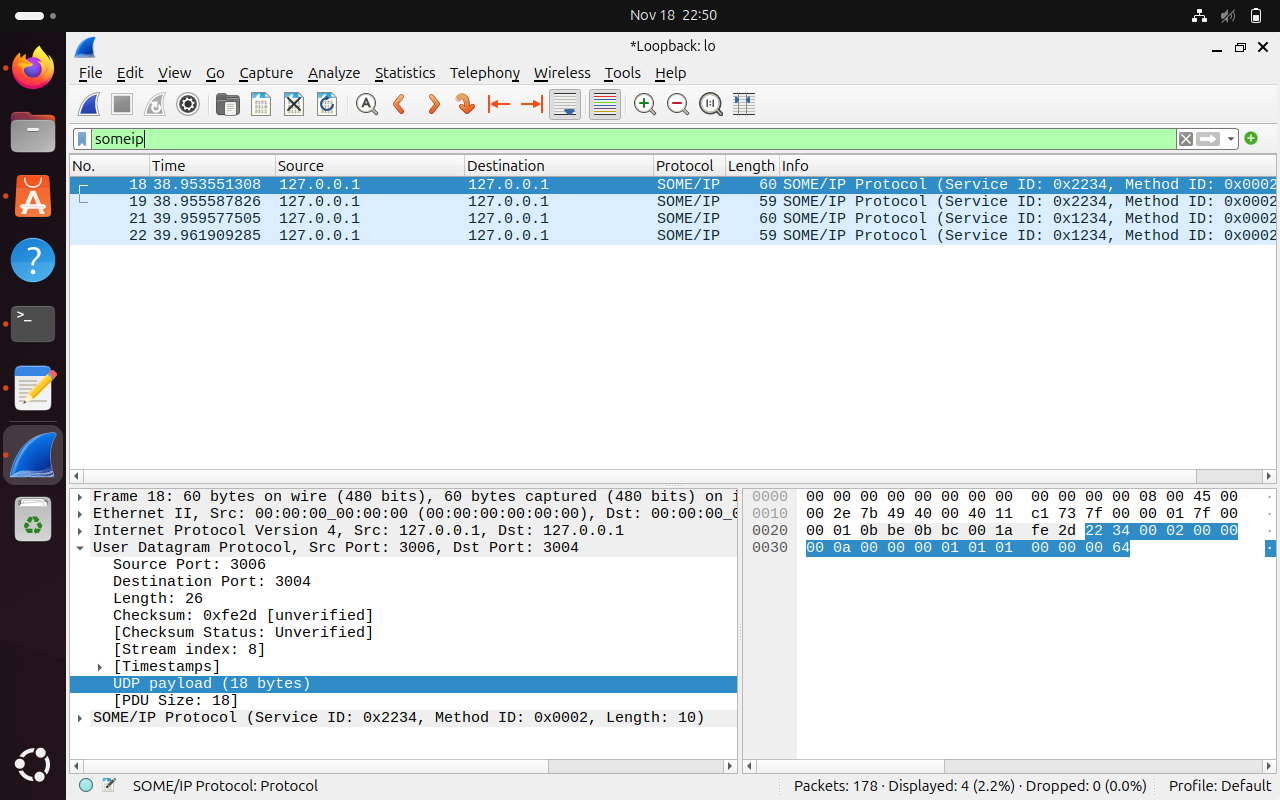 Nov 18 22:50
*Loopback: lo
File Edit View Go Capture Analyze Statistics Telephony Wireless Tools Help
someip
No. Time Source Destination Protocol Length Info
18 38.953551308 127.0.0.1 127.0.0.1 SOME/IP 60 SOME/IP Protocol (Service ID: 0x2234, Method ID: 0x0002
19 38.955587826 127.0.0.1 127.0.0.1 SOME/IP 59 SOME/IP Protocol (Service ID: 0x2234, Method ID: 0x0002
21 39.959577505 127.0.0.1 127.0.0.1 SOME/IP 60 SOME/IP Protocol (Service ID: 0x1234, Method ID: 0x0002
22 39.961909285 127.0.0.1 127.0.0.1 SOME/IP 59 SOME/IP Protocol (Service ID: 0x1234, Method ID: 0x0002
Frame 18: 60 bytes on wire (480 bits), 60 bytes captured (480 bits) on i
Ethernet II, Src: 00:00:00_00:00:00 (00:00:00:00:00:00), Dst: 00:00:00_0
Internet Protocol Version 4, Src: 127.0.0.1, Dst: 127.0.0.1
User Datagram Protocol, Src Port: 3006, Dst Port: 3004
Source Port: 3006
Destination Port: 3004
Length: 26
Checksum: 0xfe2d [unverified]
[Checksum Status: Unverified]
[Stream index: 8]
[Timestamps]
UDP payload (18 bytes)
[PDU Size: 18]
SOME/IP Protocol (Service ID: 0x2234, Method ID: 0x0002, Length: 10)
0000 00 00 00 00 00 00 00 00 00 00 00 00 08 00 45 00
0010 00 2e 7b 49 40 00 40 11 c1 73 7f 00 00 01 7f 00
0020 00 01 0b be 0b bc 00 1a fe 2d 22 34 00 02 00 00
0030 00 0a 00 00 00 01 01 01 00 00 00 64
SOME/IP Protocol: Protocol
Packets: 178 · Displayed: 4 (2.2%) · Dropped: 0 (0.0%)
Profile: Default